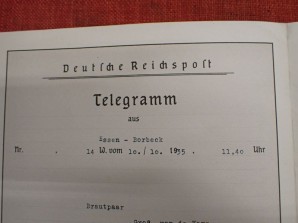 Deutsche Reichspost
Telegramm
aus
Essen - Borbeck
Nr. . 14 W. vom 10./10. 1935 . 11,40 Uhr
Brautpaar